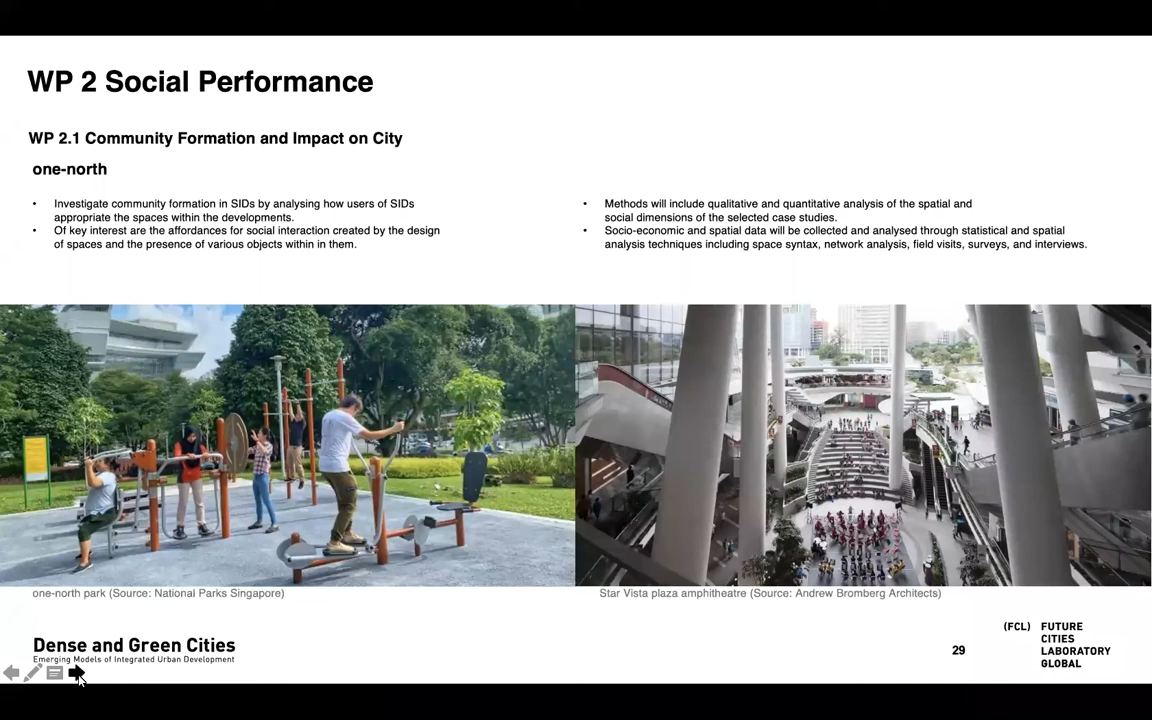 WP 2 Social Performance
WP 2.1 Community Formation and Impact on City
one-north
• Investigate community formation in SIDs by analysing how users of SIDs
appropriate the spaces within the developments.
• Of key interest are the affordances for social interaction created by the design
of spaces and the presence of various objects within in them.
• Methods will include qualitative and quantitative analysis of the spatial and
social dimensions of the selected case studies.
• Socio-economic and spatial data will be collected and analysed through statistical and spatial
analysis techniques including space syntax, network analysis, field visits, surveys, and interviews.
one-north park (Source: National Parks Singapore)
Star Vista plaza amphitheatre (Source: Andrew Bromberg Architects)
Dense and Green Cities
Emerging Models of Integrated Urban Development
29
(FCL) FUTURE
CITIES
LABORATORY
GLOBAL